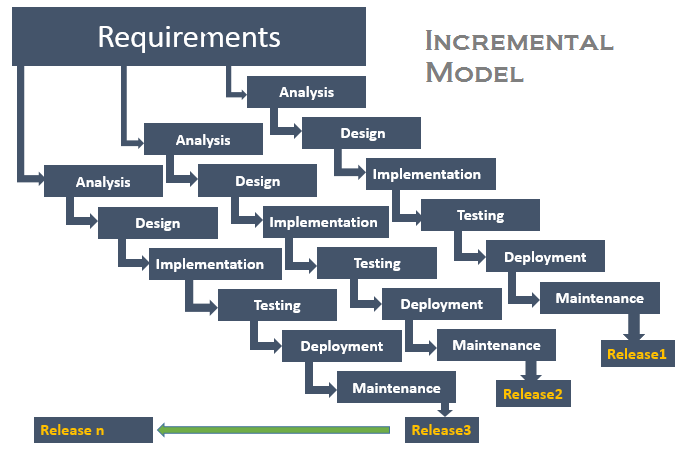 Requirements
INCREMENTAL
MODEL
Analysis
Design
Implementation
Testing
Deployment
Maintenance
Release1
Analysis
Design
Implementation
Testing
Deployment
Maintenance
Release2
Analysis
Design
Implementation
Testing
Deployment
Maintenance
Release3
Release n